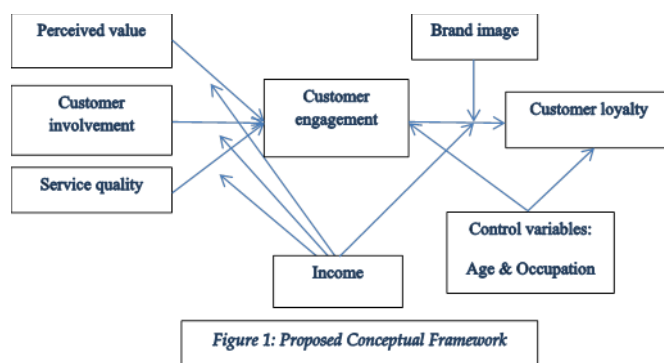 Perceived value
Brand image
Customer
involvement
Customer
engagement
Customer loyalty
Service quality
Control variables:
Age & Occupation
Income
Figure 1: Proposed Conceptual Framework